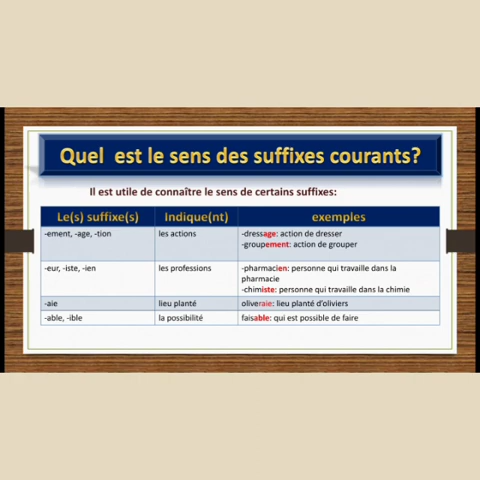 Quel est le sens des suffixes courants?
Il est utile de connaître le sens de certains suffixes:
Le(s) suffixe(s) Indique(nt) exemples
-ement, -age, -tion les actions -dressage: action de dresser
-groupement: action de grouper
-eur, -iste, -ien les professions -pharmacien: personne qui travaille dans la
pharmacie
-chimiste: personne qui travaille dans la chimie
-aie lieu planté oliveraie: lieu planté d'oliviers
-able, -ible la possibilité faisable: qui est possible de faire